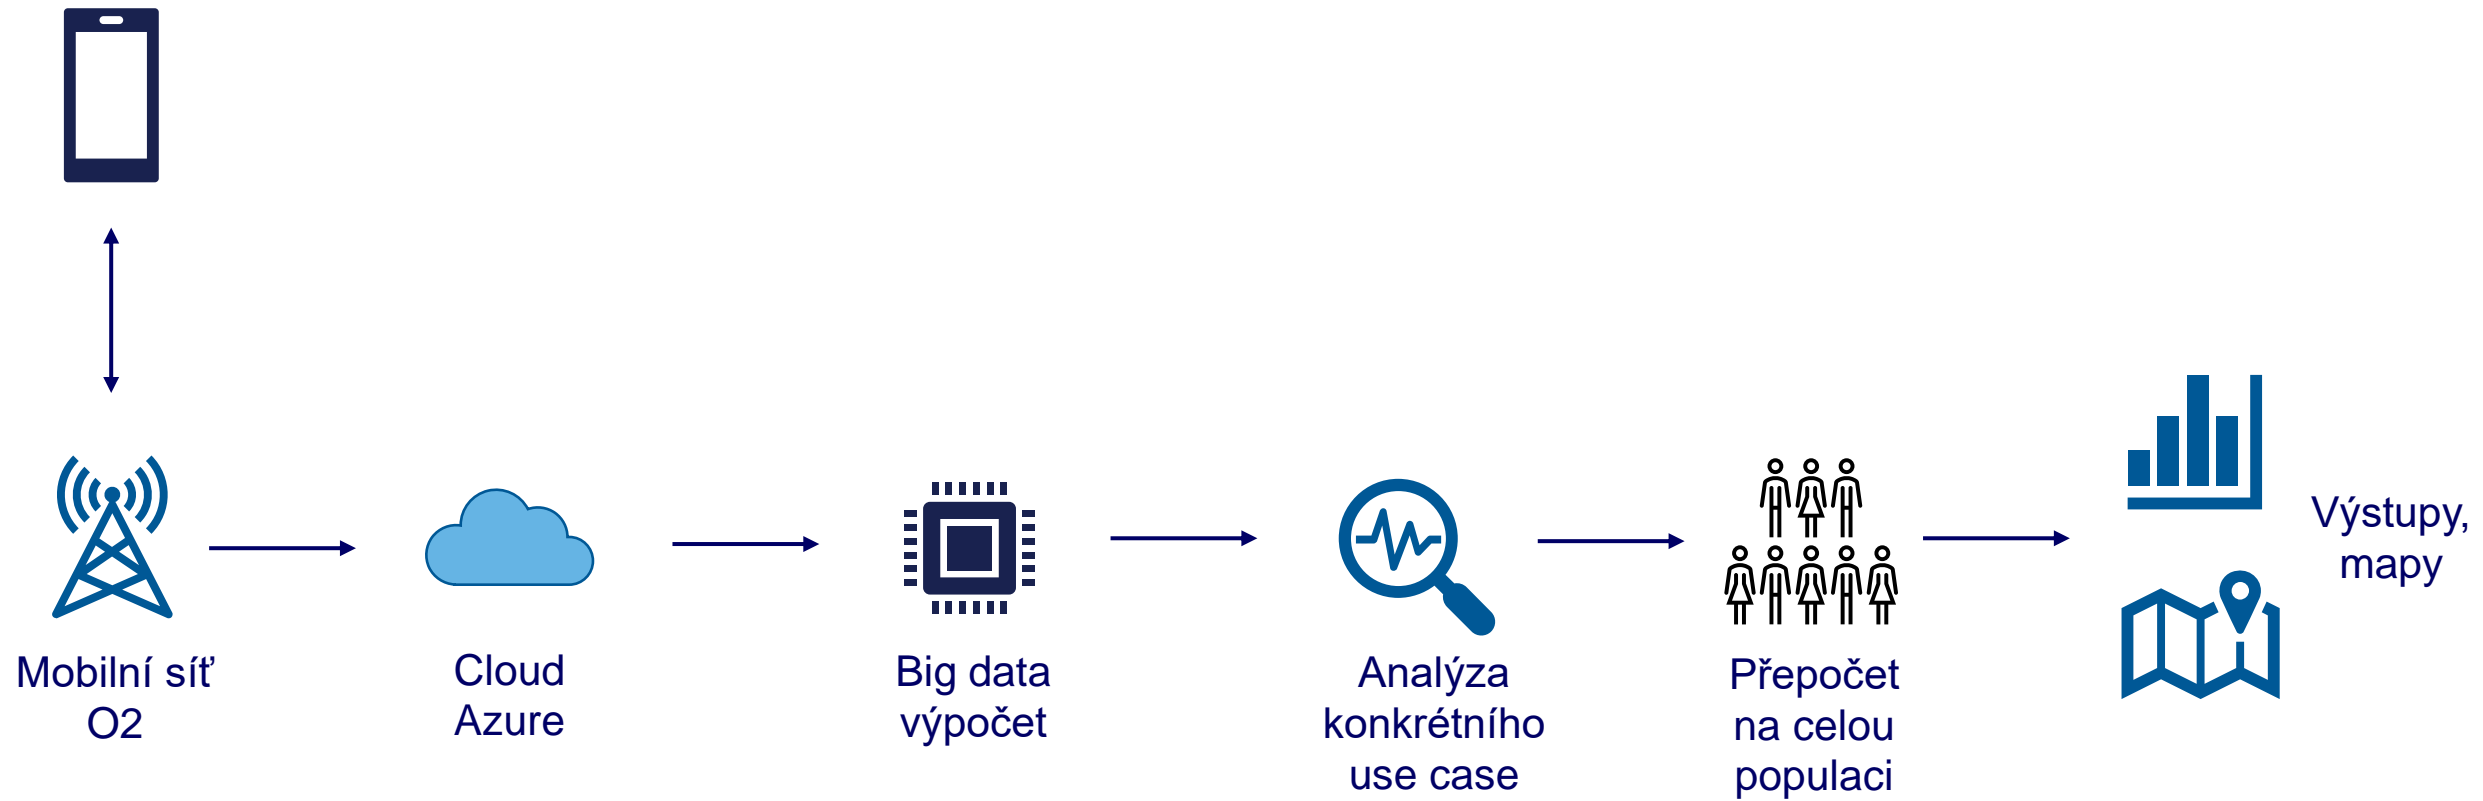 Mobilní síť
O2
Cloud
Azure
Big data
výpočet
Analýza
konkrétního
use case
Přepočet
na celou
populaci
Výstupy,
mapy